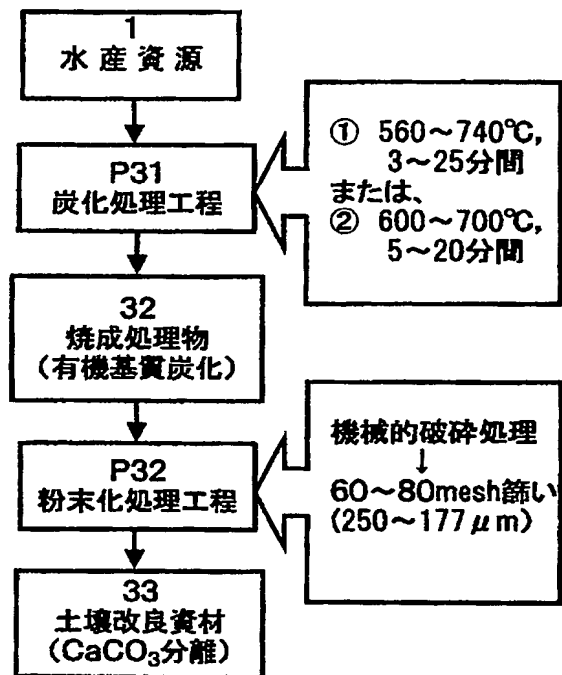 1
水産資源
P31
炭化処理工程
① 560～740℃,
3～25分間
または、
② 600～700℃,
5～20分間
32
焼成処理物
(有機基質炭化)
P32
粉末化処理工程
機械的破砕処理
↓
60～80mesh篩い
(250～177μm)
33
土壌改良資材
(CaCO₃分離)